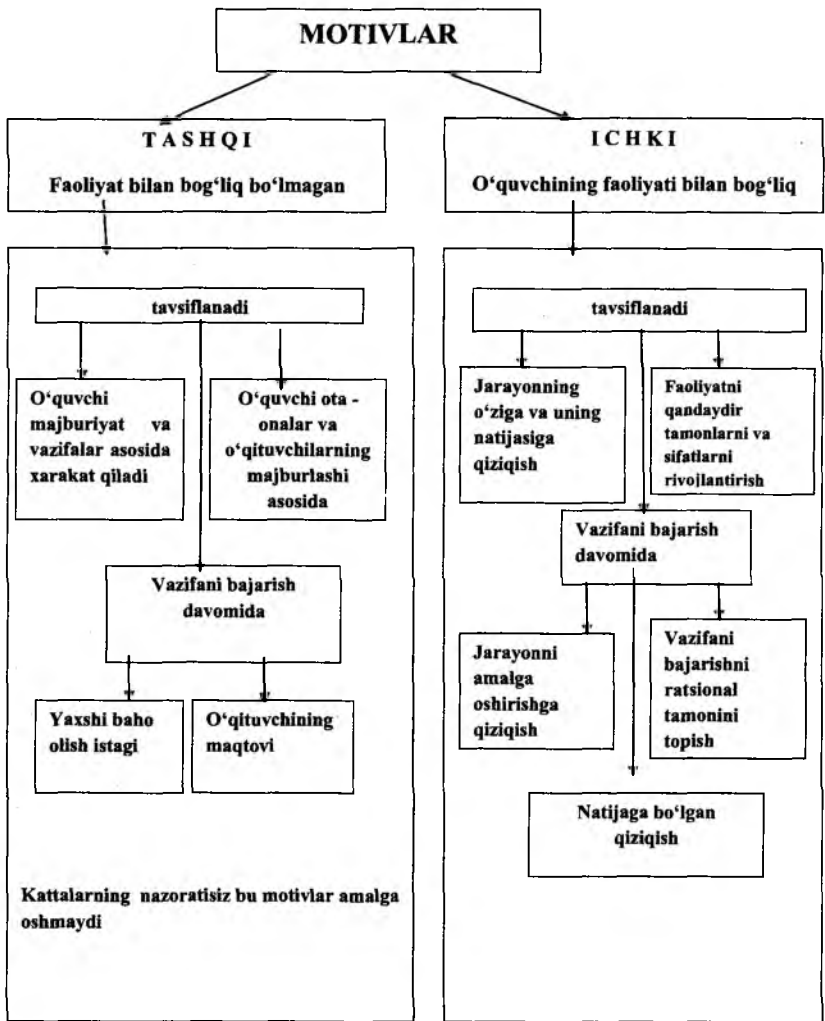 MOTIVLAR
TASHQI
Faoliyat bilan bog‘liq bo‘lmagan
tavsiflanadi
O‘quvchi
majburiyat va
vazifalar asosida
xarakat qiladi
O‘quvchi ota -
onalar va
o‘qituvchilarning
majburlashi
asosida
Vazifani bajarish
davomida
Yaxshi baho
olish istagi
O‘qituvchining
maqtovi
Kattalarning nazoratisiz bu motivlar amalga
oshmaydi
ICHKI
O‘quvchining faoliyati bilan bog‘liq
tavsiflanadi
Jarayonning
o‘ziga va uning
natijasiga
qiziqish
Faoliyatni
qandaydir
tamonlarni va
sifatlarni
rivojlantirish
Vazifani bajarish
davomida
Jarayonni
amalga
oshirishga
qiziqish
Vazifani
bajarishni
ratsional
tamonini
topish
Natijaga bo‘lgan
qiziqish